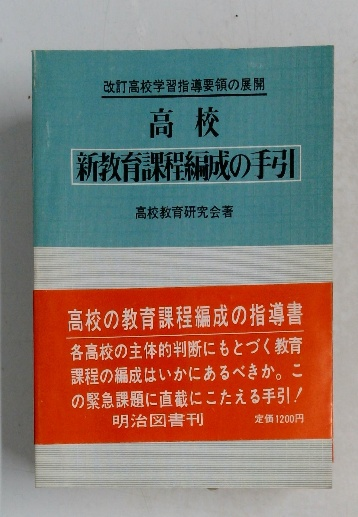 改訂高校学習指導要領の展開
高校
新教育課程編成の手引
高校教育研究会著
高校の教育課程編成の指導書
各高校の主体的判断にもとづく教育
課程の編成はいかにあるべきか。こ
の緊急課題に直截にこたえる手引!
明治図書刊 定価1200円